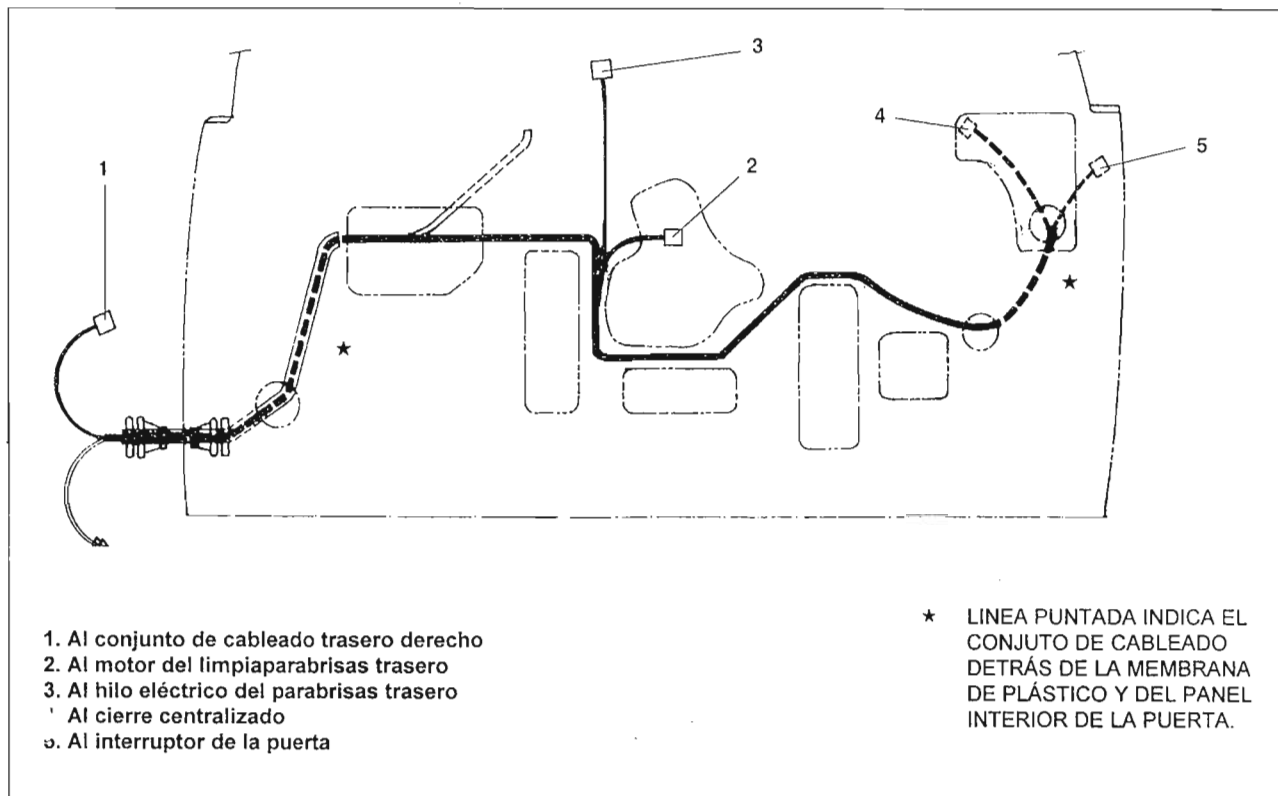 3
4
5
1
2
1. Al conjunto de cableado trasero derecho
2. Al motor del limpiaparabrisas trasero
3. Al hilo eléctrico del parabrisas trasero
' Al cierre centralizado
5. Al interruptor de la puerta
★ LINEA PUNTADA INDICA EL
CONJUTO DE CABLEADO
DETRÁS DE LA MEMBRANA
DE PLÁSTICO Y DEL PANEL
INTERIOR DE LA PUERTA.